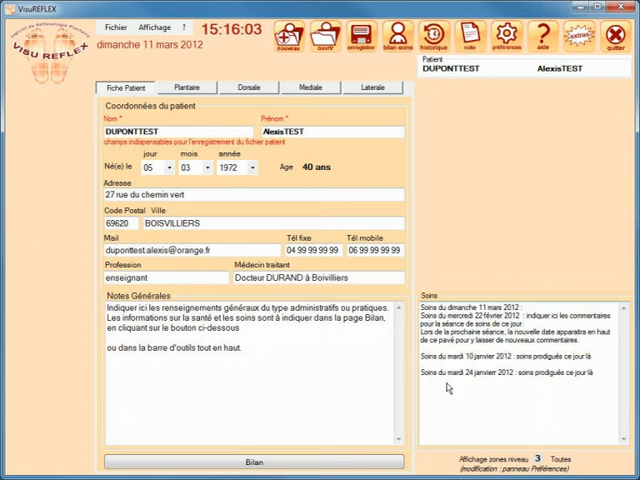 VisuREFLEX
logiciel de Réflexologie Plantaire
VISU REFLEX
Fichier Affichage ?
15:16:03
dimanche 11 mars 2012
nouveau
ouvrir
enregistrer
bilan-soins
historique
note
préférences
?
aide
extras
quitter
Patient
DUPONTTEST AlexisTEST
Fiche Patient
Plantaire
Dorsale
Mediale
Laterale
Coordonnées du patient
Nom * Prénom *
DUPONTTEST AlexisTEST
champs indispensables pour l'enregistrement du fichier patient
jour mois année
Né(e) le 05 03 1972 Age 40 ans
Adresse
27 rue du chemin vert
Code Postal Ville
69620 BOISVILLIERS
Mail Tél fixe Tél mobile
duponttest.alexis@orange.fr 04 99 99 99 99 06 99 99 99 99
Profession Médecin traitant
enseignant Docteur DURAND à Boivilliers
Notes Générales
Indiquer ici les renseignements généraux du type administratifs ou pratiques.
Les informations sur la santé et les soins sont à indiquer dans la page Bilan,
en cliquant sur le bouton ci-dessous
ou dans la barre d'outils tout en haut.
Bilan
Soins
Soins du dimanche 11 mars 2012 :
Soins du mercredi 22 février 2012 : indiquer ici les commentaires
pour la séance de soins de ce jour.
Lors de la prochaine séance, la nouvelle date apparaitra en haut
de ce pavé pour y laisser de nouveaux commentaires.
Soins du mardi 10 janvier 2012 : soins prodigués ce jour là
Soins du mardi 24 janvierr 2012 : soins prodigués ce jour là
Affichage zones niveau 3 Toutes
(modification : panneau Préférences)